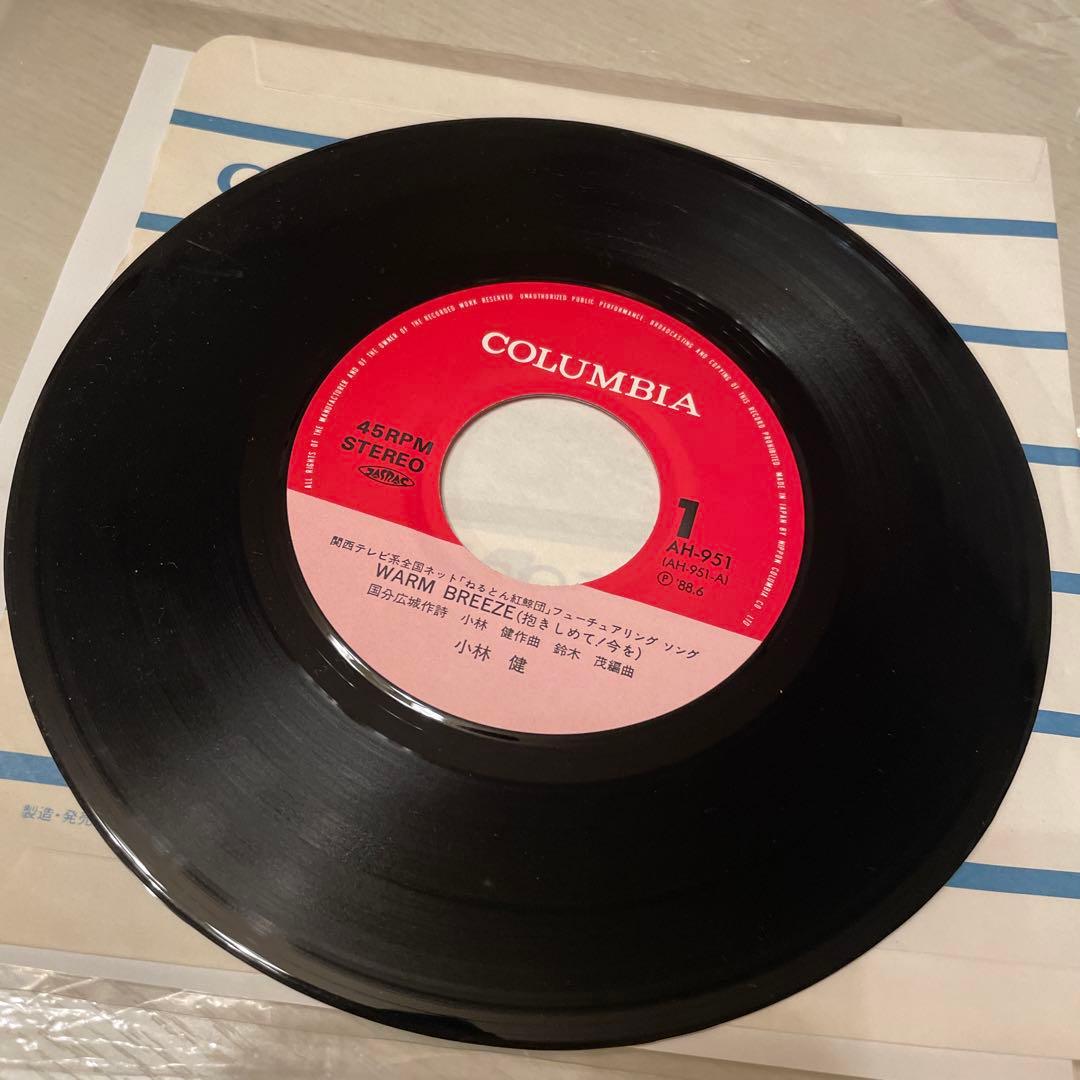 ALL RIGHTS OF THE MANUFACTURER AND OF THE OWNER OF THE RECORDED WORK RESERVED UNAUTHORIZED PUBLIC PERFORMANCE, BROADCASTING AND COPYING OF THIS RECORD PROHIBITED MADE IN JAPAN BY NIPPON COLUMBIA CO. LTD
COLUMBIA
45RPM
STEREO
JASRAC
1
AH-951
(AH-951-A)
Ⓟ '88.6
関西テレビ系全国ネット「ねるとん紅鯨団」フューチュアリング ソング
WARM BREEZE(抱きしめて!今を)
国分広城作詩 小林 健作曲 鈴木 茂編曲
小林 健
製造・発売